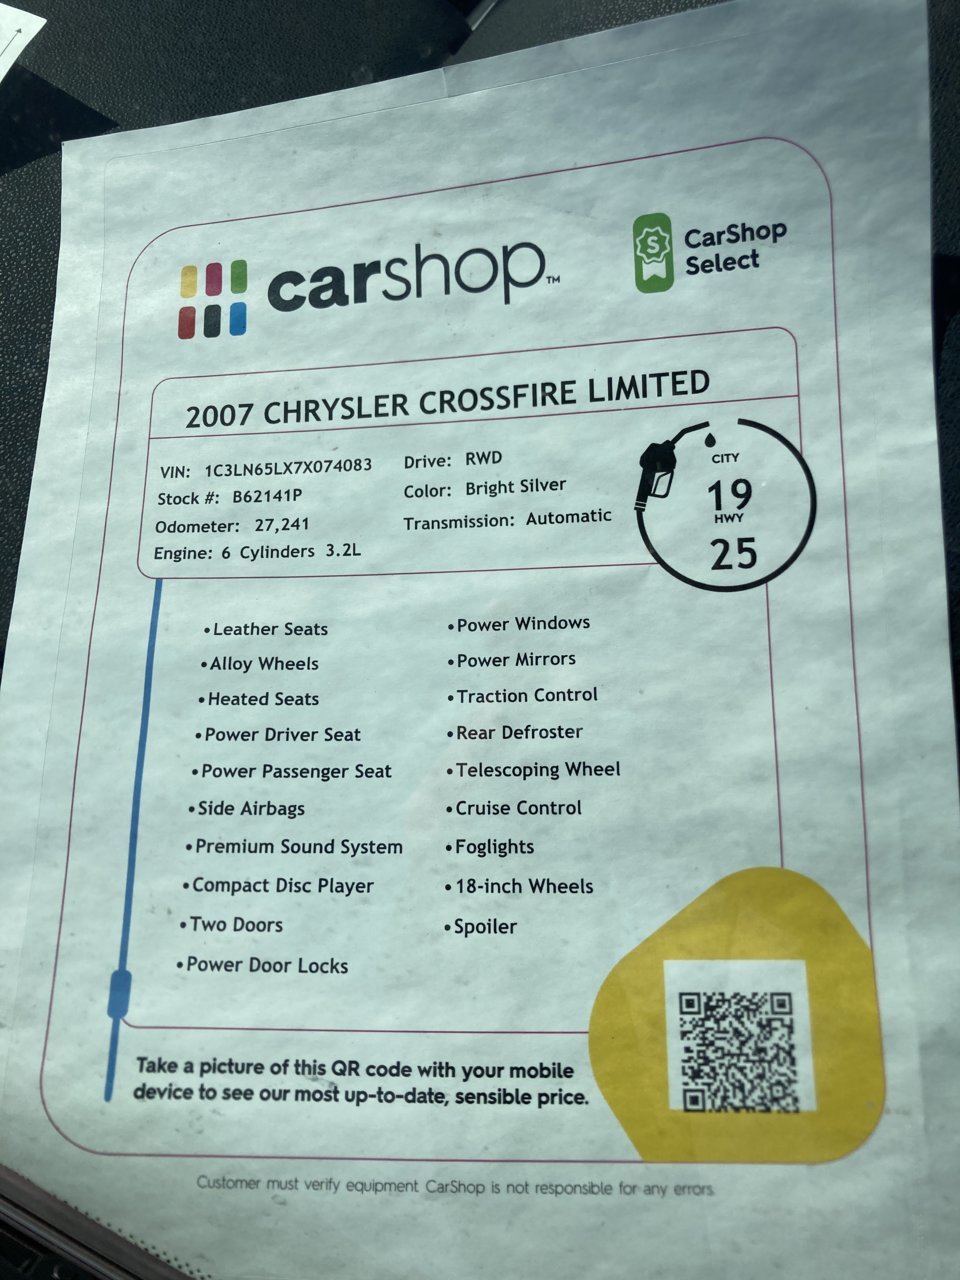 carshop™
CarShop
Select
2007 CHRYSLER CROSSFIRE LIMITED
VIN: 1C3LN65LX7X074083
Stock #: B62141P
Odometer: 27,241
Engine: 6 Cylinders 3.2L
Drive: RWD
Color: Bright Silver
Transmission: Automatic
CITY
19
HWY
25
•Leather Seats
•Alloy Wheels
•Heated Seats
•Power Driver Seat
•Power Passenger Seat
•Side Airbags
•Premium Sound System
•Compact Disc Player
•Two Doors
•Power Door Locks
•Power Windows
•Power Mirrors
•Traction Control
•Rear Defroster
•Telescoping Wheel
•Cruise Control
•Foglights
•18-inch Wheels
•Spoiler
Take a picture of this QR code with your mobile
device to see our most up-to-date, sensible price.
Customer must verify equipment CarShop is not responsible for any errors.